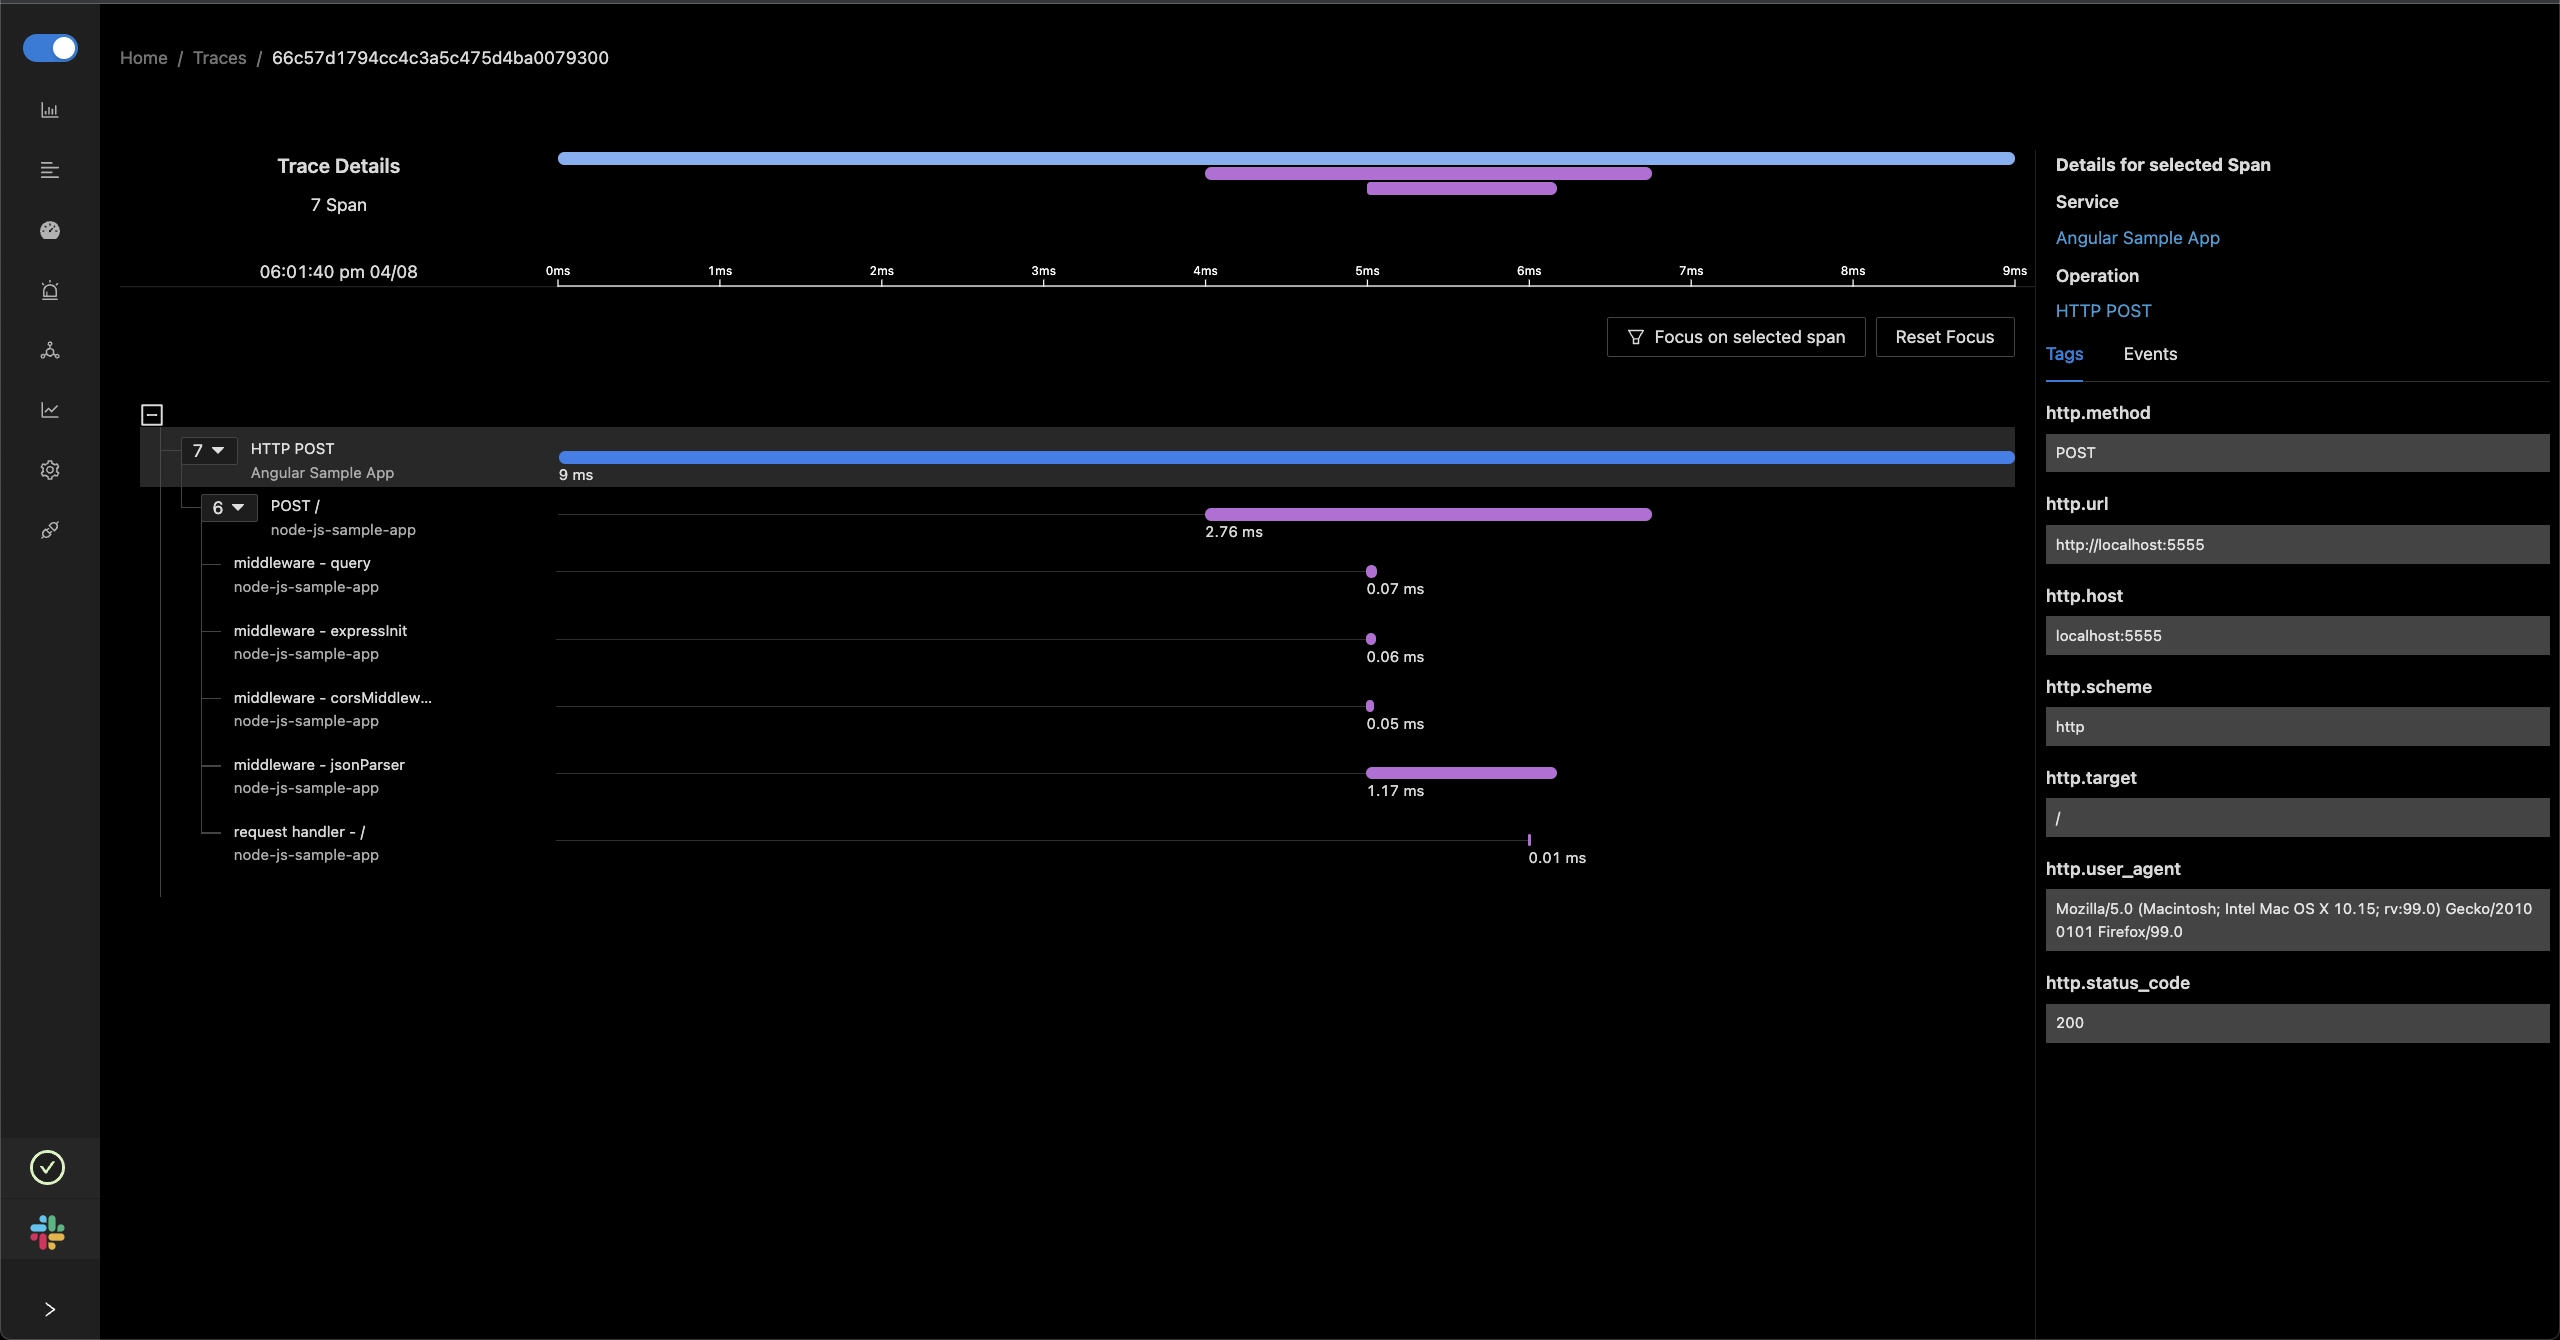 Home / Traces / 66c57d1794cc4c3a5c475d4ba0079300
Trace Details
7 Span
06:01:40 pm 04/08
0ms 1ms 2ms 3ms 4ms 5ms 6ms 7ms 8ms 9ms
Focus on selected span Reset Focus
7 HTTP POST
Angular Sample App
9 ms
6 POST /
node-js-sample-app
2.76 ms
middleware - query
node-js-sample-app
0.07 ms
middleware - expressInit
node-js-sample-app
0.06 ms
middleware - corsMiddlew...
node-js-sample-app
0.05 ms
middleware - jsonParser
node-js-sample-app
1.17 ms
request handler - /
node-js-sample-app
0.01 ms
Details for selected Span
Service
Angular Sample App
Operation
HTTP POST
Tags Events
http.method
POST
http.url
http://localhost:5555
http.host
localhost:5555
http.scheme
http
http.target
/
http.user_agent
Mozilla/5.0 (Macintosh; Intel Mac OS X 10.15; rv:99.0) Gecko/2010
0101 Firefox/99.0
http.status_code
200